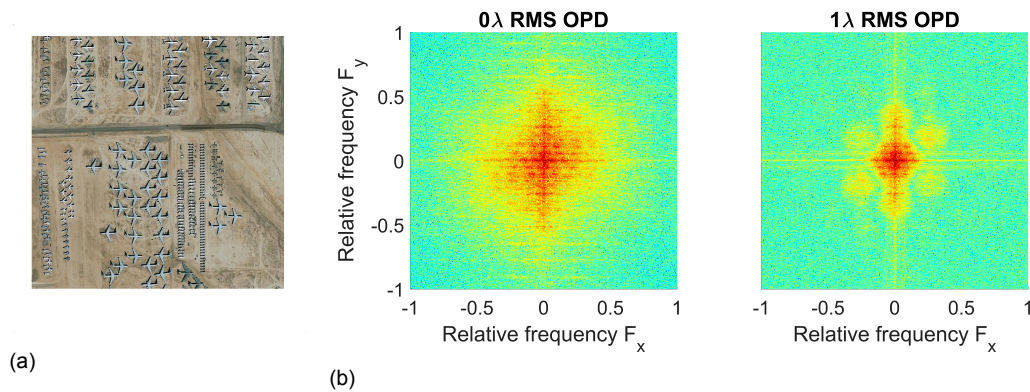 0λ RMS OPD
1λ RMS OPD
Relative frequency F_y
1
0.5
0
-0.5
-1
-1
-0.5
0
0.5
1
-1
-0.5
0
0.5
1
Relative frequency F_x
Relative frequency F_x
(a)
(b)